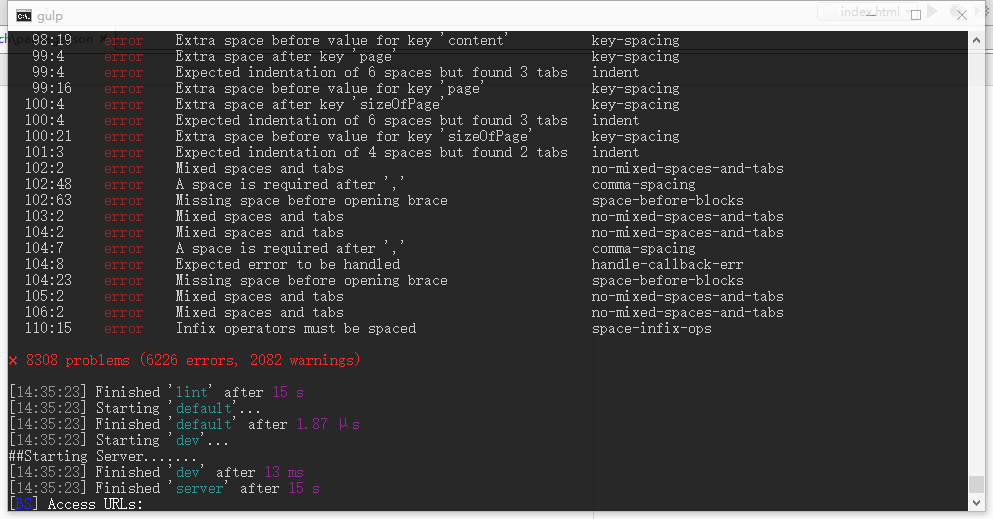 gulp
index.html
98:19 error Extra space before value for key 'content' key-spacing
99:4 error Extra space after key 'page' key-spacing
99:4 error Expected indentation of 6 spaces but found 3 tabs indent
99:16 error Extra space before value for key 'page' key-spacing
100:4 error Extra space after key 'sizeOfPage' key-spacing
100:4 error Expected indentation of 6 spaces but found 3 tabs indent
100:21 error Extra space before value for key 'sizeOfPage' key-spacing
101:3 error Expected indentation of 4 spaces but found 2 tabs indent
102:2 error Mixed spaces and tabs no-mixed-spaces-and-tabs
102:48 error A space is required after ',' comma-spacing
102:63 error Missing space before opening brace space-before-blocks
103:2 error Mixed spaces and tabs no-mixed-spaces-and-tabs
104:2 error Mixed spaces and tabs no-mixed-spaces-and-tabs
104:7 error A space is required after ',' comma-spacing
104:8 error Expected error to be handled handle-callback-err
104:23 error Missing space before opening brace space-before-blocks
105:2 error Mixed spaces and tabs no-mixed-spaces-and-tabs
106:2 error Mixed spaces and tabs no-mixed-spaces-and-tabs
110:15 error Infix operators must be spaced space-infix-ops
× 8308 problems (6226 errors, 2082 warnings)
[14:35:23] Finished 'lint' after 15 s
[14:35:23] Starting 'default'...
[14:35:23] Finished 'default' after 1.87 μs
[14:35:23] Starting 'dev'...
##Starting Server.......
[14:35:23] Finished 'dev' after 13 ms
[14:35:23] Finished 'server' after 15 s
[BS] Access URLs: